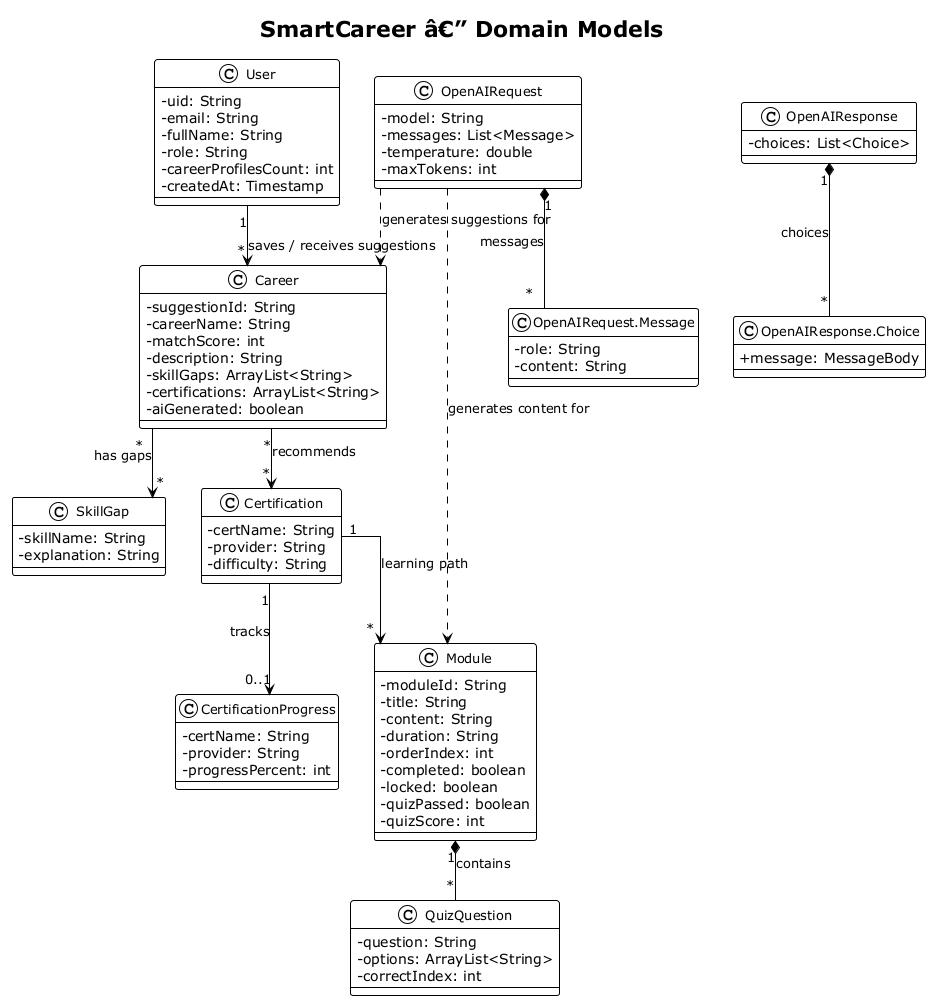 SmartCareer â€” Domain Models
C User
-uid: String
-email: String
-fullName: String
-role: String
-careerProfilesCount: int
-createdAt: Timestamp
C OpenAIRequest
-model: String
-messages: List<Message>
-temperature: double
-maxTokens: int
C OpenAIResponse
-choices: List<Choice>
1
*
saves / receives suggestions
generates suggestions for
1
messages
*
1
choices
*
C Career
-suggestionId: String
-careerName: String
-matchScore: int
-description: String
-skillGaps: ArrayList<String>
-certifications: ArrayList<String>
-aiGenerated: boolean
C OpenAIRequest.Message
-role: String
-content: String
C OpenAIResponse.Choice
+message: MessageBody
generates content for
*
has gaps
*
*
recommends
*
C SkillGap
-skillName: String
-explanation: String
C Certification
-certName: String
-provider: String
-difficulty: String
1
learning path
*
1
tracks
0..1
C CertificationProgress
-certName: String
-provider: String
-progressPercent: int
C Module
-moduleId: String
-title: String
-content: String
-duration: String
-orderIndex: int
-completed: boolean
-locked: boolean
-quizPassed: boolean
-quizScore: int
1
contains
*
C QuizQuestion
-question: String
-options: ArrayList<String>
-correctIndex: int